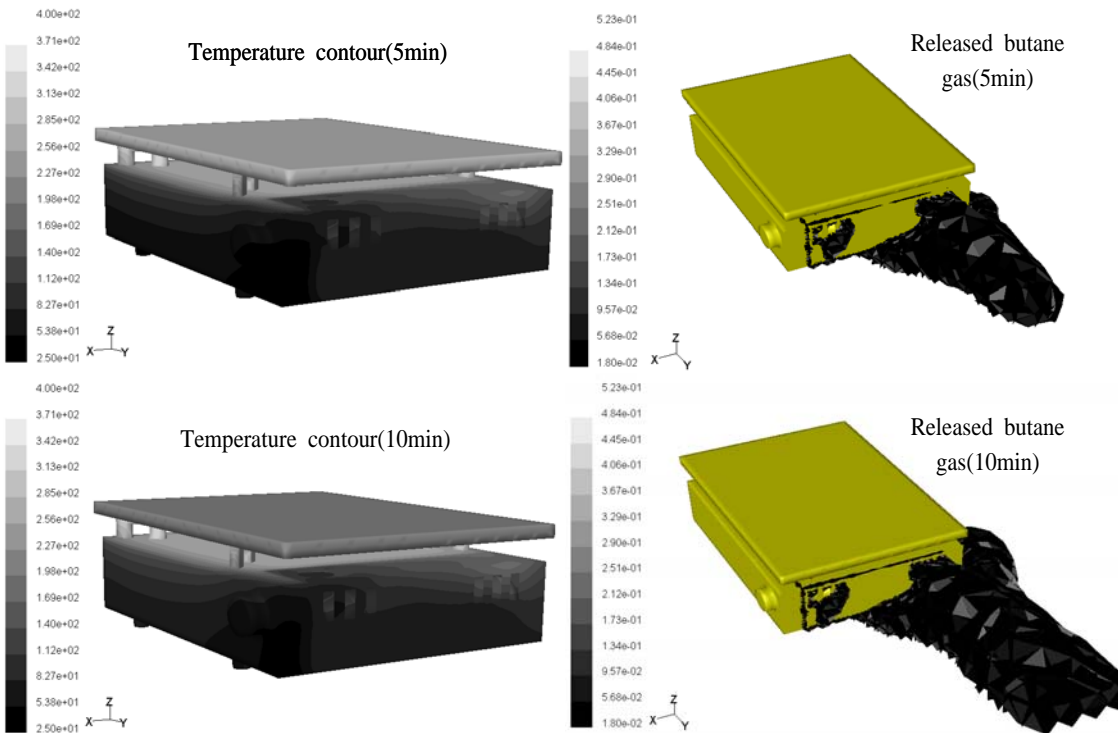 4.00e+02
3.71e+02
3.42e+02
3.13e+02
2.85e+02
2.56e+02
2.27e+02
1.98e+02
1.69e+02
1.40e+02
1.12e+02
8.27e+01
5.38e+01
2.50e+01
Temperature contour(5min)
Z
X
Y
5.23e-01
4.84e-01
4.45e-01
4.06e-01
3.67e-01
3.29e-01
2.90e-01
2.51e-01
2.12e-01
1.73e-01
1.34e-01
9.57e-02
5.68e-02
1.80e-02
Released butane
gas(5min)
Z
X
Y
4.00e+02
3.71e+02
3.42e+02
3.13e+02
2.85e+02
2.56e+02
2.27e+02
1.98e+02
1.69e+02
1.40e+02
1.12e+02
8.27e+01
5.38e+01
2.50e+01
Temperature contour(10min)
Z
X
Y
5.23e-01
4.84e-01
4.45e-01
4.06e-01
3.67e-01
3.29e-01
2.90e-01
2.51e-01
2.12e-01
1.73e-01
1.34e-01
9.57e-02
5.68e-02
1.80e-02
Released butane
gas(10min)
Z
X
Y